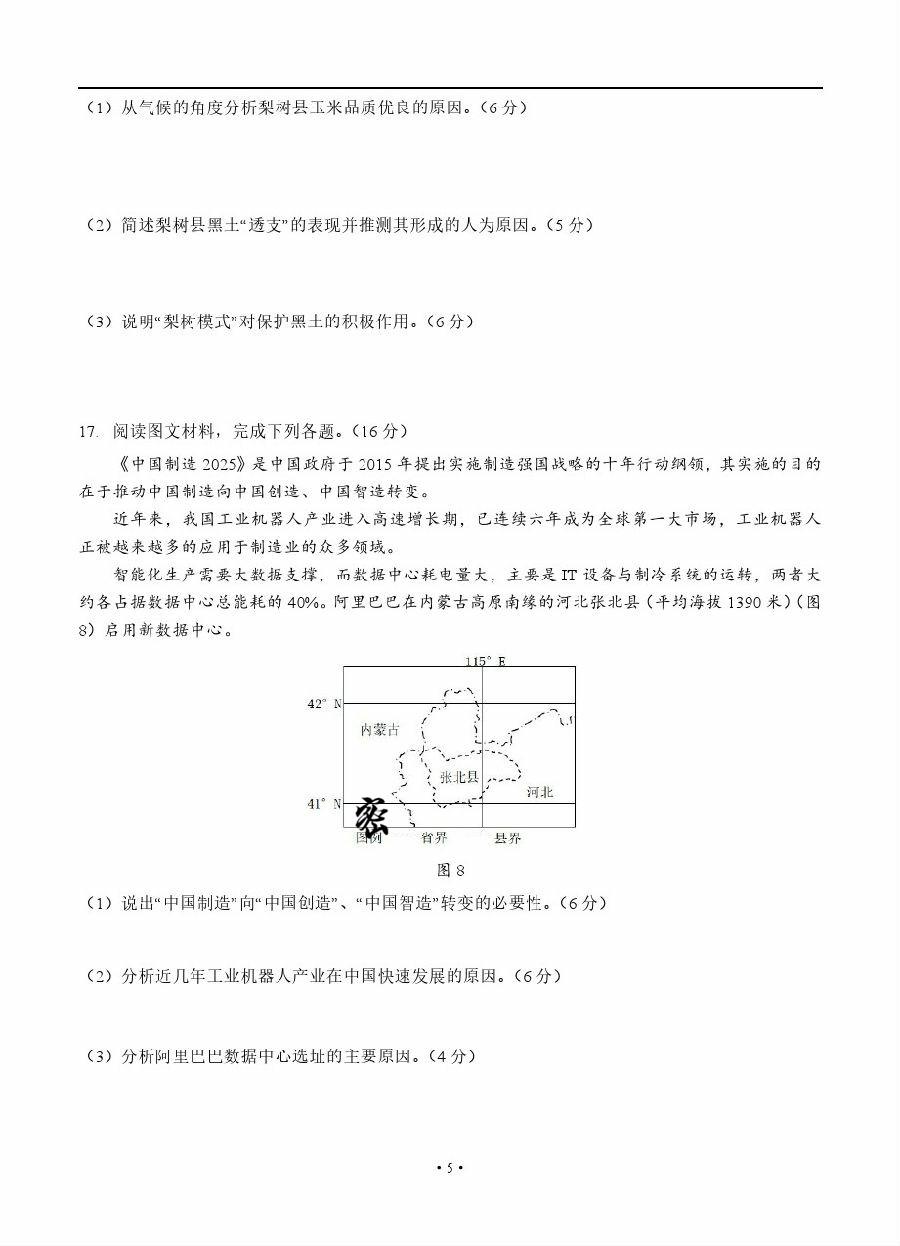 （1）从气候的角度分析梨树县玉米品质优良的原因。（6分）
（2）简述梨树县黑土“透支”的表现并推测其形成的人为原因。（5分）
（3）说明“梨树模式”对保护黑土的积极作用。（6分）
17. 阅读图文材料，完成下列各题。（16分）
《中国制造2025》是中国政府于2015年提出实施制造强国战略的十年行动纲领，其实施的目的
在于推动中国制造向中国创造、中国智造转变。
近年来，我国工业机器人产业进入高速增长期，已连续六年成为全球第一大市场，工业机器人
正被越来越多的应用于制造业的众多领域。
智能化生产需要大数据支撑，而数据中心耗电量大，主要是IT设备与制冷系统的运转，两者大
约各占据数据中心总能耗的40%。阿里巴巴在内蒙古高原南缘的河北张北县（平均海拔1390米）（图
8）启用新数据中心。
115° E
42° N
内蒙古
张北县
河北
41° N
密
图例 省界 县界
图8
（1）说出“中国制造”向“中国创造”、“中国智造”转变的必要性。（6分）
（2）分析近几年工业机器人产业在中国快速发展的原因。（6分）
（3）分析阿里巴巴数据中心选址的主要原因。（4分）
·5·